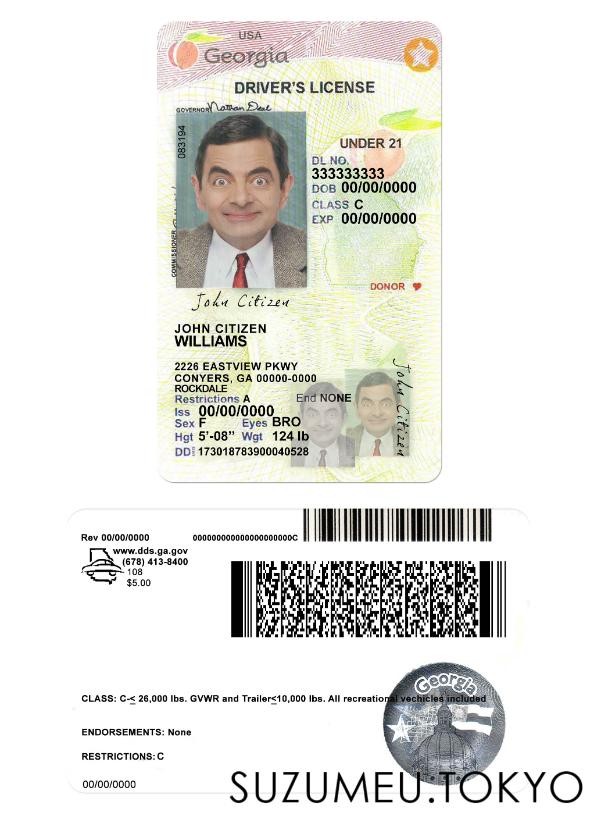 USA
Georgia
DRIVER'S LICENSE
GOVERNOR Nathan Deal
083194
UNDER 21
DL NO.
333333333
DOB 00/00/0000
CLASS C
EXP 00/00/0000
COMMISSIONER
DONOR
John Citizen
JOHN CITIZEN
WILLIAMS
2226 EASTVIEW PKWY
CONYERS, GA 00000-0000
ROCKDALE
Restrictions A End NONE
Iss 00/00/0000
Sex F Eyes BRO
Hgt 5'-08" Wgt 124 lb
DD 173018783900040528
John Citizen
Rev 00/00/0000 000000000000000000000C
www.dds.ga.gov
(678) 413-8400
108
$5.00
Georgia
CLASS: C-< 26,000 lbs. GVWR and Trailer<10,000 lbs. All recreational vechicles included
ENDORSEMENTS: None
RESTRICTIONS: C
00/00/0000
SUZUMEU.TOKYO